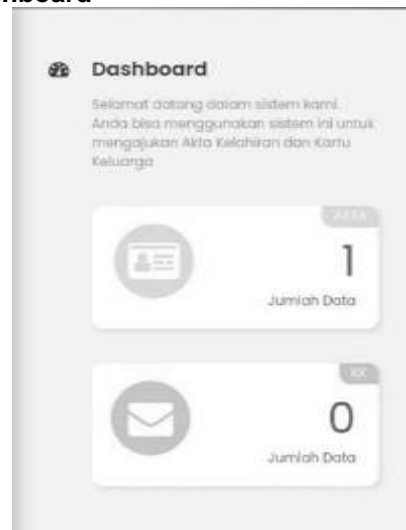 Dashboard
Selamat datang dalam sistem kami.
Anda bisa menggunakan sistem ini untuk
mengajukan Akta Kelahiran dan Kartu
Keluarga
AKTA
1
Jumlah Data
0
Jumlah Data